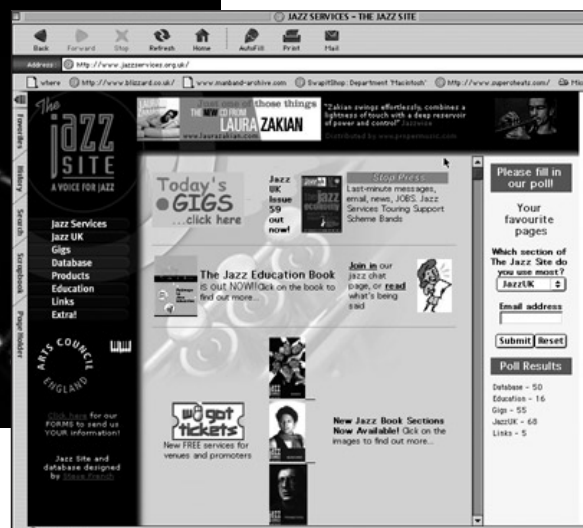 JAZZ SERVICES - THE JAZZ SITE
Back
Forward
Stop
Refresh
Home
AutoFill
Print
Mail
Address: http://www.jazzservices.org.uk/
where
http://www.blizzard.co.uk/
www.manband-archive.com
SwapitShop: Department 'Macintosh'
http://www.supercheats.com/
Favorites
History
Search
Scrapbook
Page Holder
The
jazz
SITE
A VOICE FOR JAZZ
LAURA
Just one of those things
THE NEW CD FROM
LAURA ZAKIAN
www.laurazakian.com
"Zakian swings effortlessly, combines a
lightness of touch with a deep reservoir
of power and control" Jazzwise
Distributed by www.propermusic.com
Jazz Services
Jazz UK
Gigs
Database
Products
Education
Links
Extra!
ARTS COUNCIL
ENGLAND
Click here for our
FORMS to send us
YOUR information!
Jazz Site and
database designed
by Steve French
Today's
GIGS
...click here
Jazz
UK
Issue
59
out
now!
Stop Press
Last-minute messages,
email, news, JOBS. Jazz
Services Touring Support
Scheme Bands
The Jazz Education Book
is out NOW!! Click on the book to
find out more...
Join in our
jazz chat
page, or read
what's being
said
we got
tickets
New FREE services for
venues and promoters
New Jazz Book Sections
Now Available! Click on the
images to find out more...
Please fill in
our poll!
Your
favourite
pages
Which section of
The Jazz Site do
you use most?
JazzUK
Email address
Submit Reset
Poll Results
Database - 50
Education - 16
Gigs - 55
JazzUK - 68
Links - 5